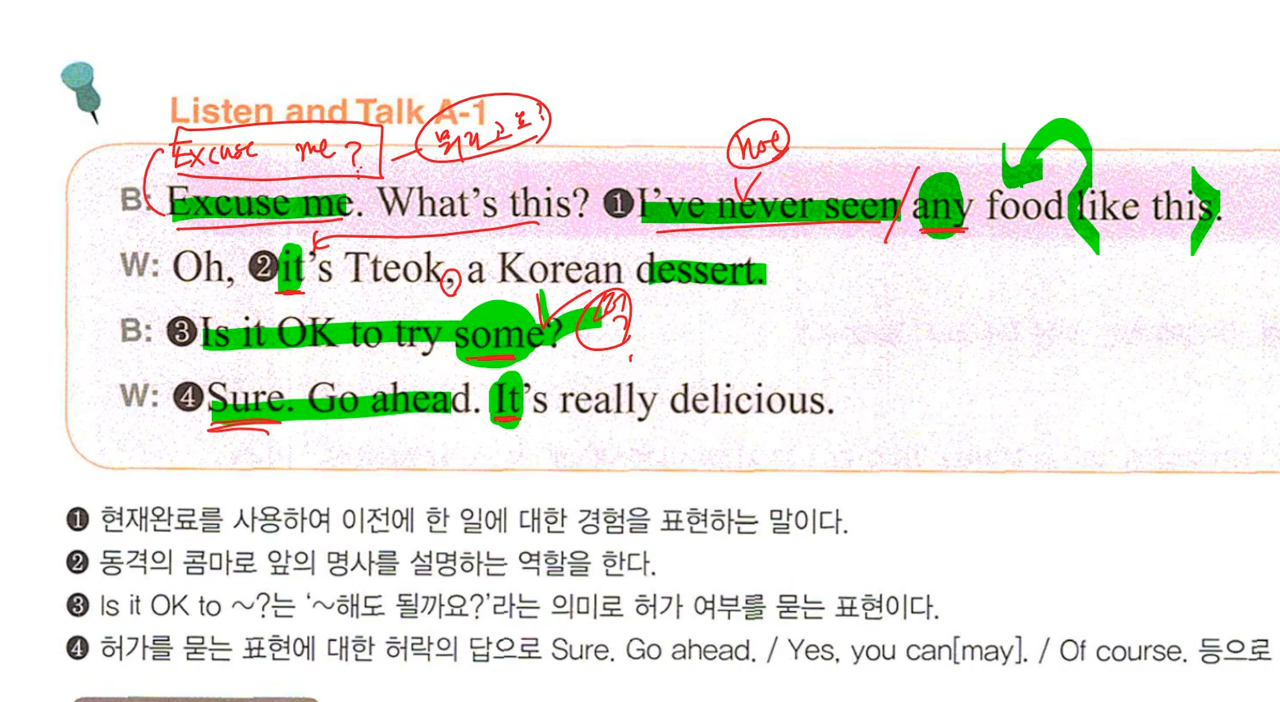 Listen and Talk A-1
Excuse me?
뭐라고요?
not
B: Excuse me. What's this? ❶I've never seen any food like this.
W: Oh, ❷it's Tteok, a Korean dessert.
B: ❸Is it OK to try some?
W: ❹Sure. Go ahead. It's really delicious.
❶ 현재완료를 사용하여 이전에 한 일에 대한 경험을 표현하는 말이다.
❷ 동격의 콤마로 앞의 명사를 설명하는 역할을 한다.
❸ Is it OK to ~?는 '~해도 될까요?'라는 의미로 허가 여부를 묻는 표현이다.
❹ 허가를 묻는 표현에 대한 허락의 답으로 Sure. Go ahead. / Yes, you can[may]. / Of course. 등으로